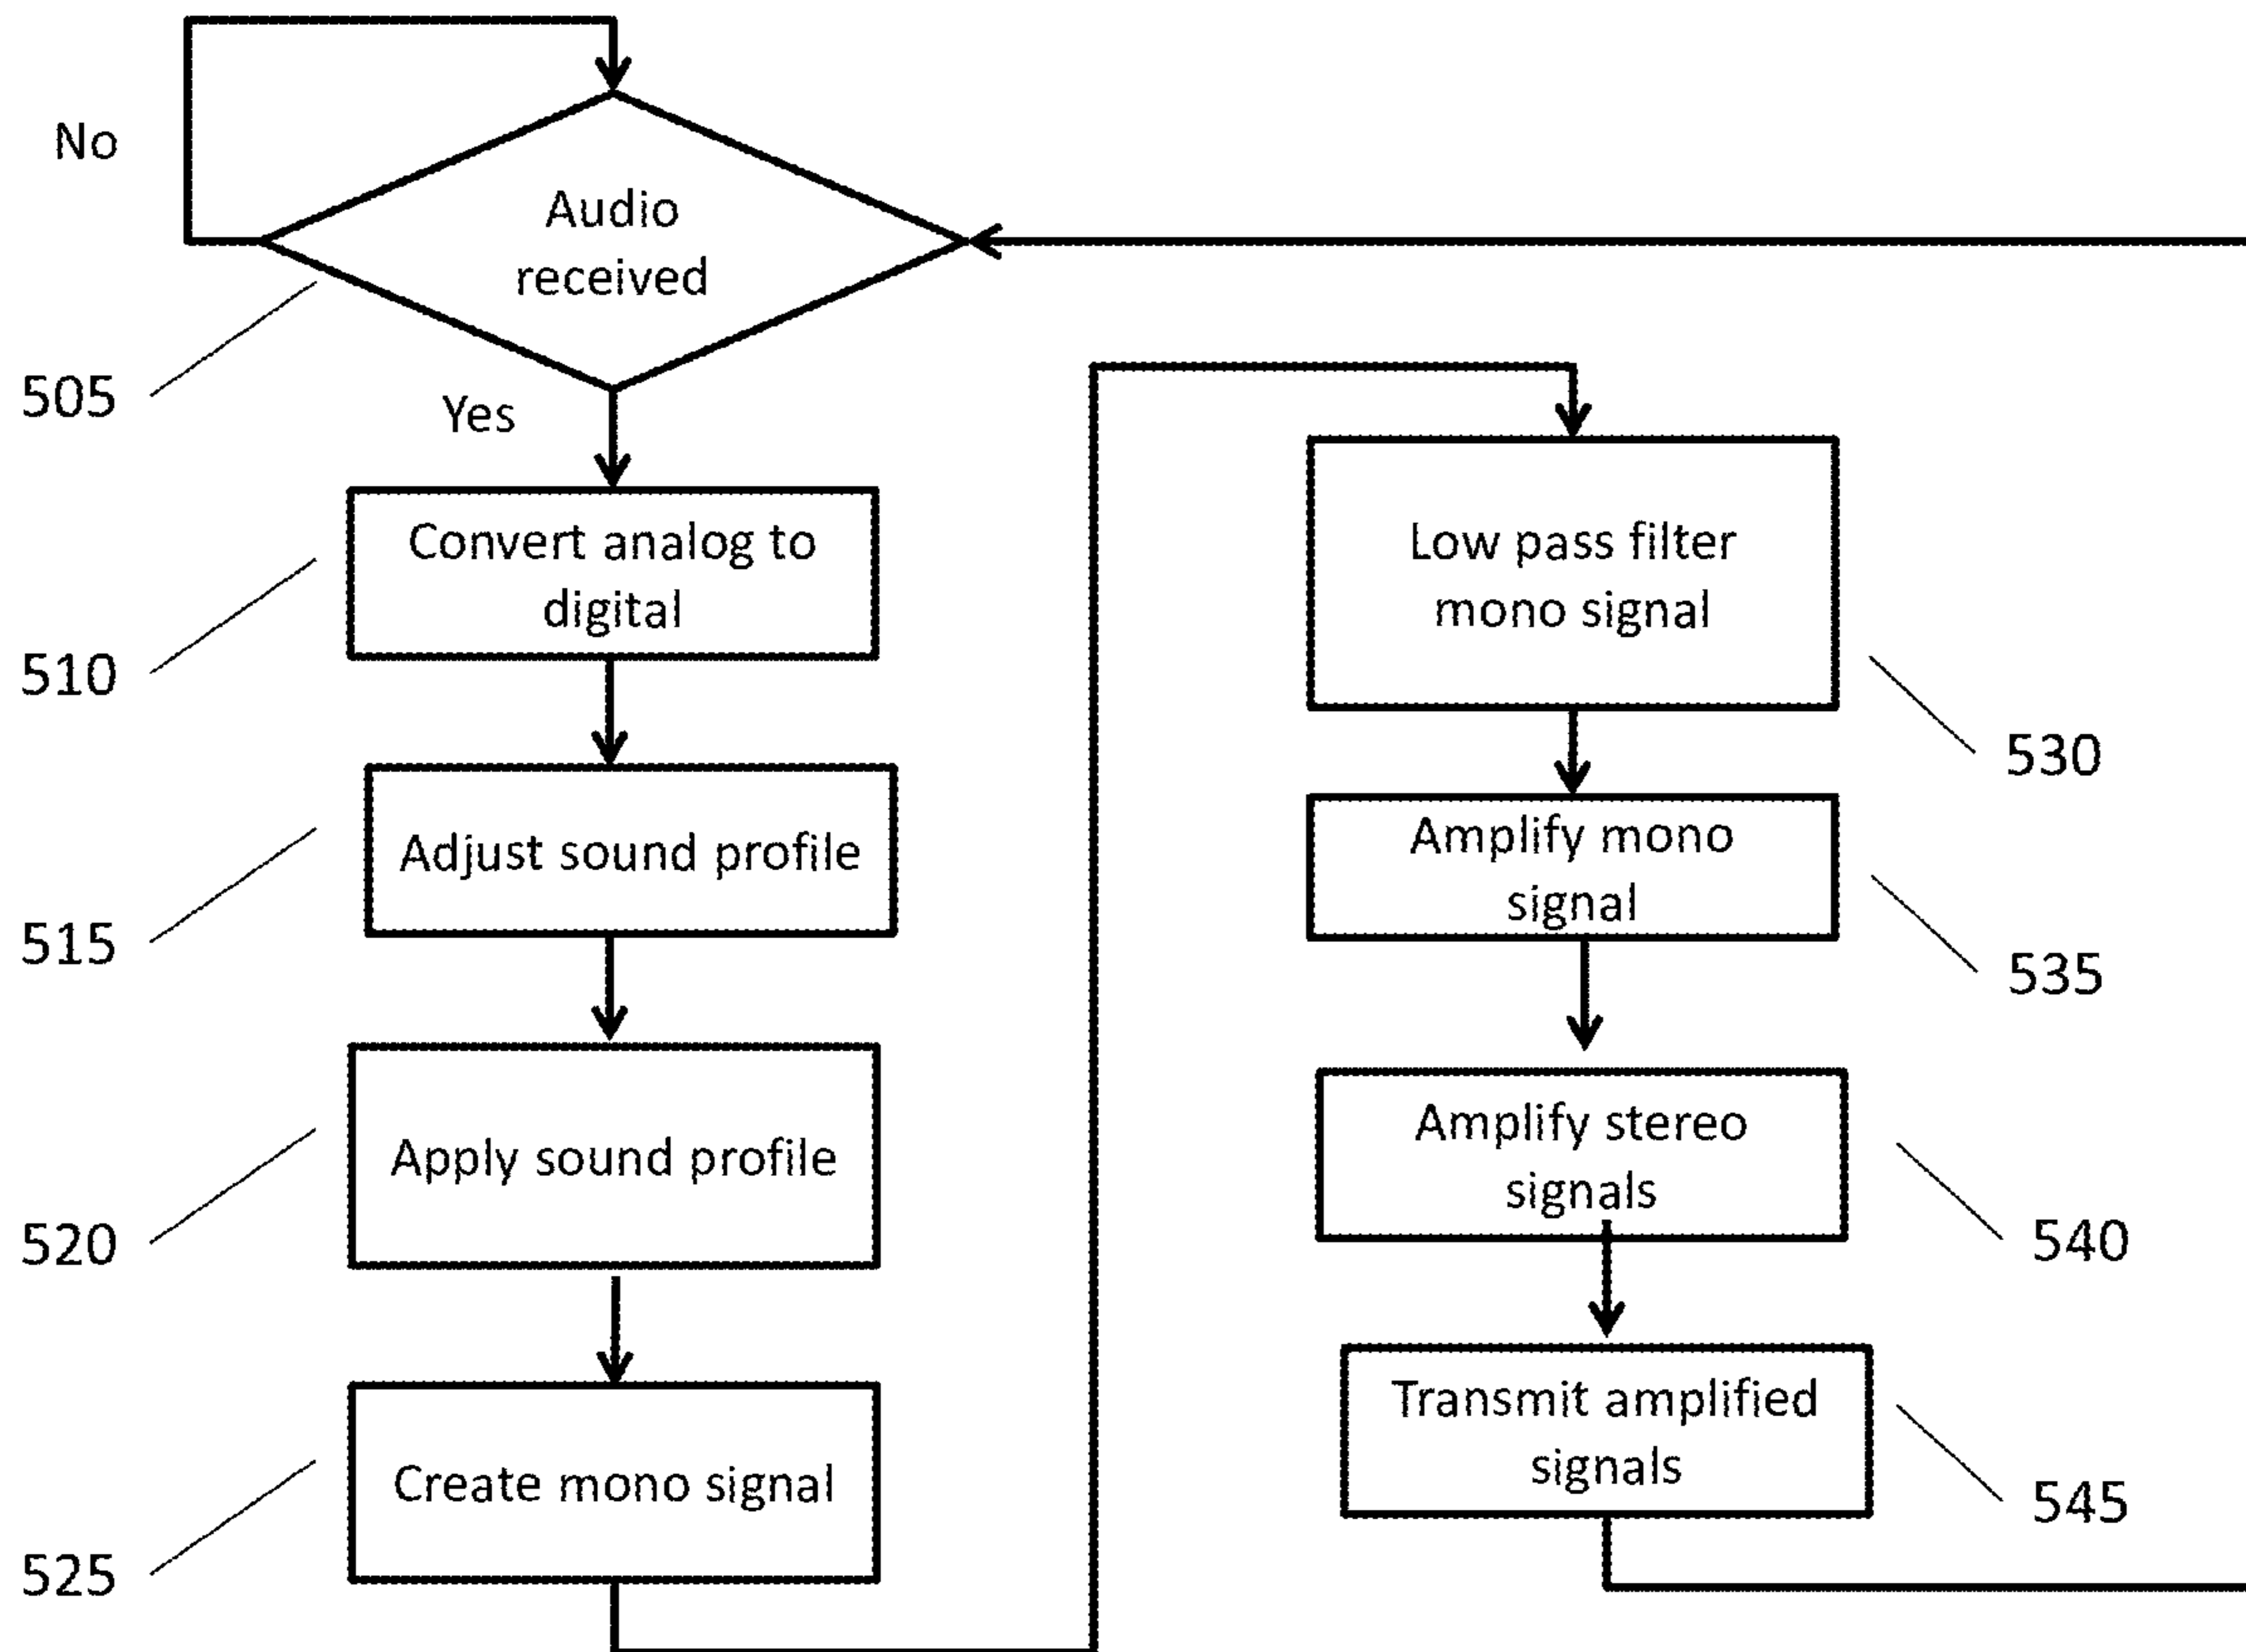 No
Audio
received
505
Yes
Convert analog to
digital
510
Adjust sound profile
515
Apply sound profile
520
Create mono signal
525
Low pass filter
mono signal
530
Amplify mono
signal
535
Amplify stereo
signals
540
Transmit amplified
signals
545